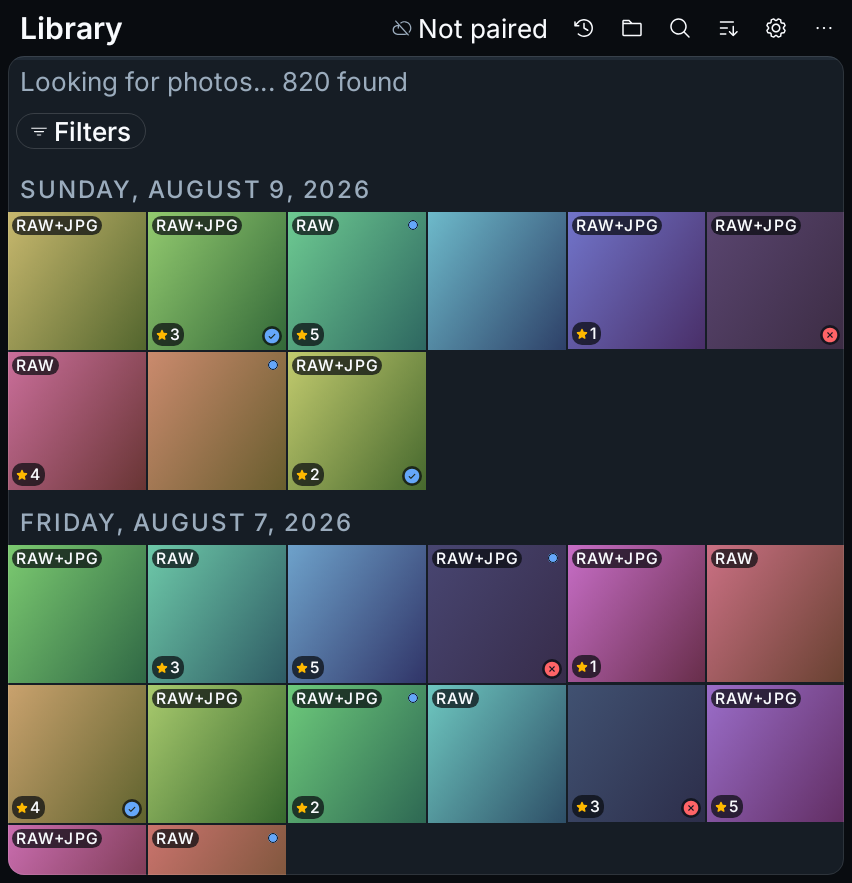 Library
Not paired
Looking for photos... 820 found
Filters
SUNDAY, AUGUST 9, 2026
RAW+JPG RAW+JPG RAW RAW+JPG RAW+JPG
3 5 1
RAW RAW+JPG
4 2
FRIDAY, AUGUST 7, 2026
RAW+JPG RAW RAW+JPG RAW+JPG RAW
3 5 1
RAW+JPG RAW+JPG RAW RAW+JPG
4 2 3 5
RAW+JPG RAW